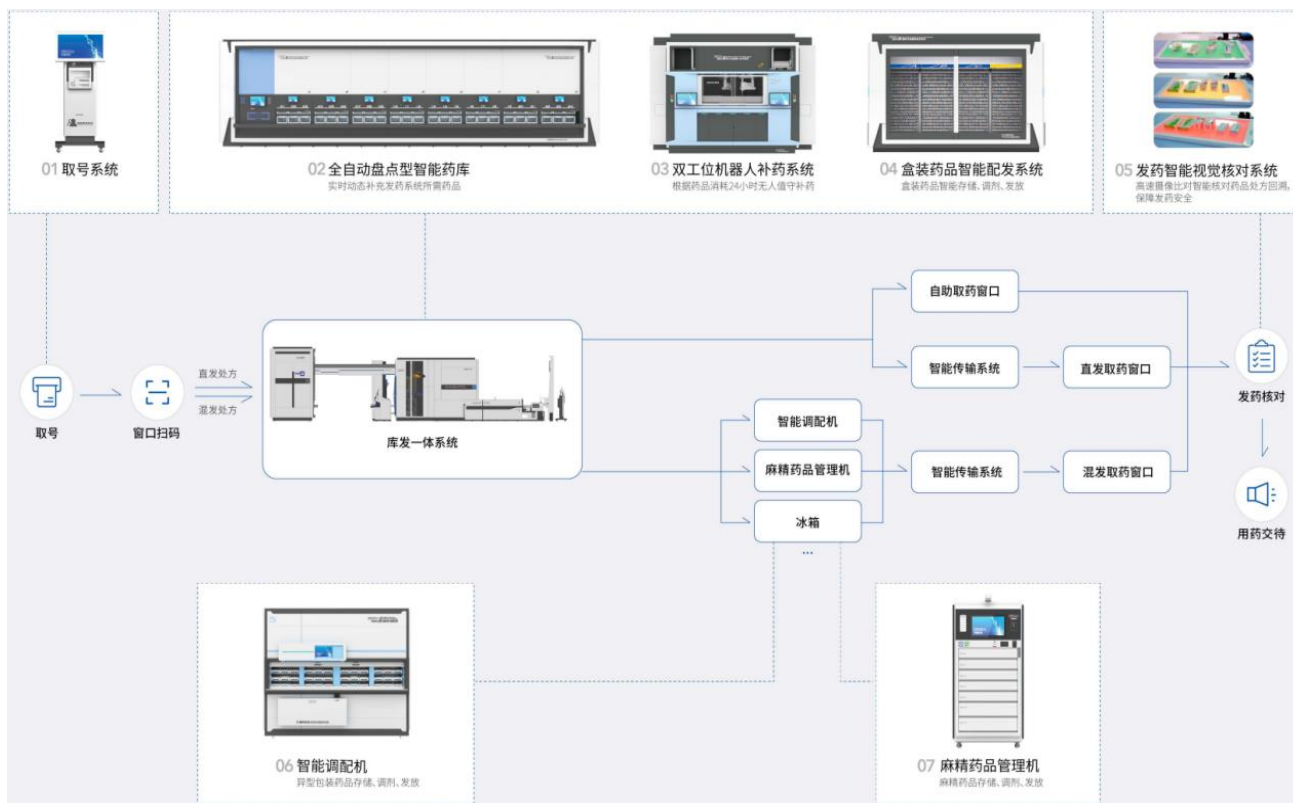 01 取号系统
02 全自动盘点型智能药库
实时动态补充发药系统所需药品
03 双工位机器人补药系统
根据药品消耗24小时无人值守补药
04 盒装药品智能配发系统
盒装药品智能存储、调剂、发放
05 发药智能视觉核对系统
高速摄像比对智能核对药品处方回溯,
保障发药安全
取号
窗口扫码
直发处方
混发处方
库发一体系统
自助取药窗口
智能传输系统
直发取药窗口
智能调配机
麻精药品管理机
冰箱
...
智能传输系统
混发取药窗口
发药核对
用药交待
06 智能调配机
异型包装药品存储、调剂、发放
07 麻精药品管理机
麻精药品存储、调剂、发放